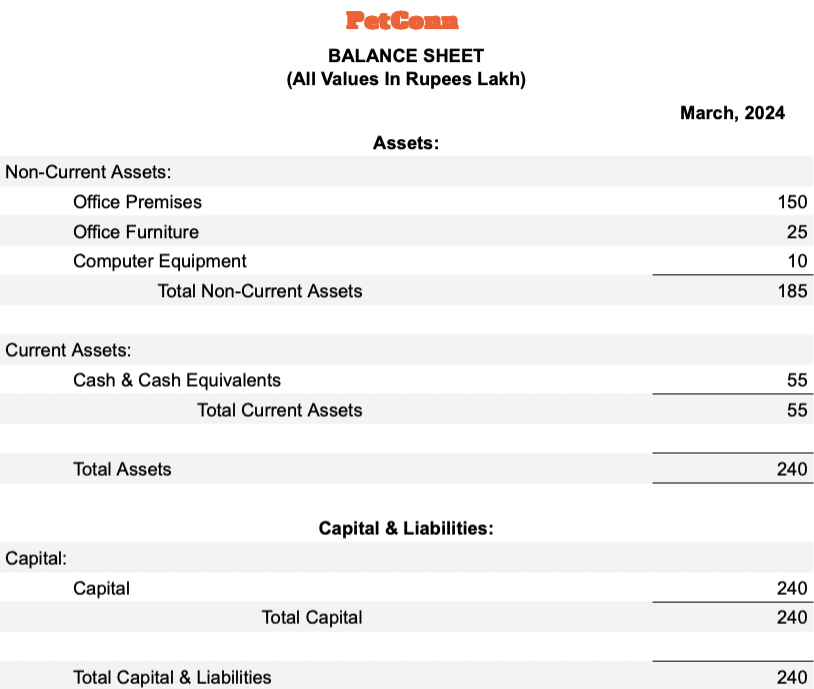 PetConn
BALANCE SHEET
(All Values In Rupees Lakh)
March, 2024
Assets:
Non-Current Assets:
Office Premises 150
Office Furniture 25
Computer Equipment 10
Total Non-Current Assets 185
Current Assets:
Cash & Cash Equivalents 55
Total Current Assets 55
Total Assets 240
Capital & Liabilities:
Capital:
Capital 240
Total Capital 240
Total Capital & Liabilities 240